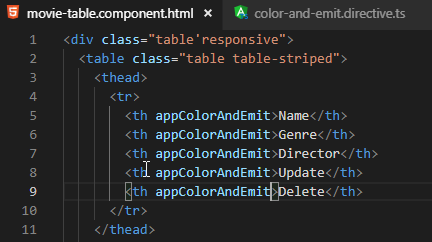 movie-table.component.html color-and-emit.directive.ts
1 <div class="table'responsive">
2 <table class="table table-striped">
3 <thead>
4 <tr>
5 <th appColorAndEmit>Name</th>
6 <th appColorAndEmit>Genre</th>
7 <th appColorAndEmit>Director</th>
8 <th appColorAndEmit>Update</th>
9 <th appColorAndEmit>Delete</th>
10 </tr>
11 </thead>